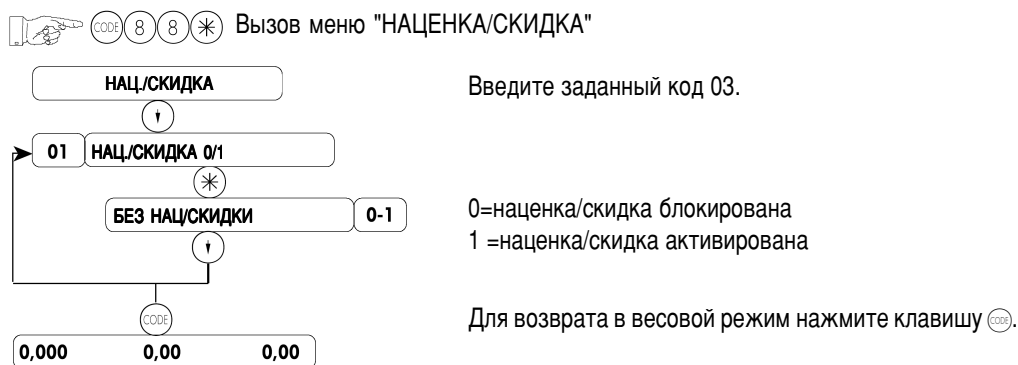 CODE 8 8 * Вызов меню "НАЦЕНКА/СКИДКА"
НАЦ./СКИДКА
Введите заданный код 03.
01 НАЦ./СКИДКА 0/1
*
БЕЗ НАЦ/СКИДКИ 0-1
0=наценка/скидка блокирована
1 =наценка/скидка активирована
CODE
Для возврата в весовой режим нажмите клавишу CODE.
0,000 0,00 0,00